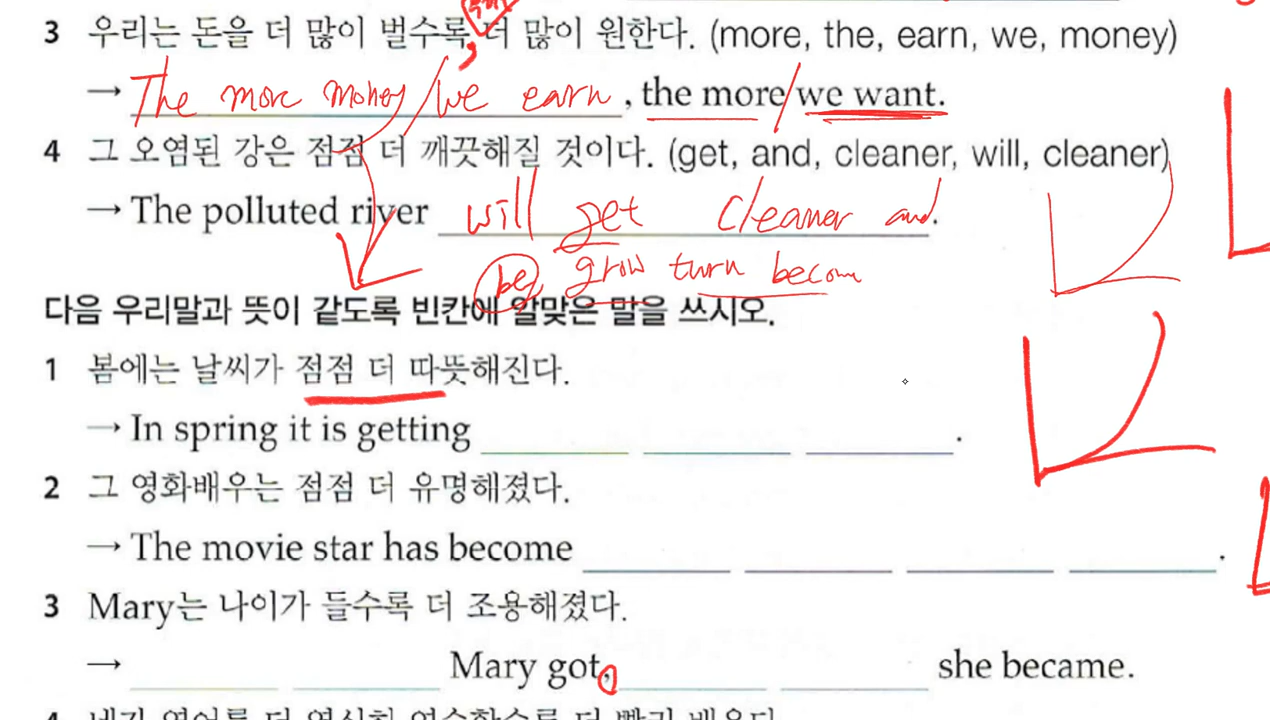 3 우리는 돈을 더 많이 벌수록, 더 많이 원한다. (more, the, earn, we, money)
→ The more money / we earn, the more / we want.
4 그 오염된 강은 점점 더 깨끗해질 것이다. (get, and, cleaner, will, cleaner)
→ The polluted river will get cleaner and.
be grow turn become
다음 우리말과 뜻이 같도록 빈칸에 알맞은 말을 쓰시오.
1 봄에는 날씨가 점점 더 따뜻해진다.
→ In spring it is getting .
2 그 영화배우는 점점 더 유명해졌다.
→ The movie star has become .
3 Mary는 나이가 들수록 더 조용해졌다.
→ Mary got, she became.